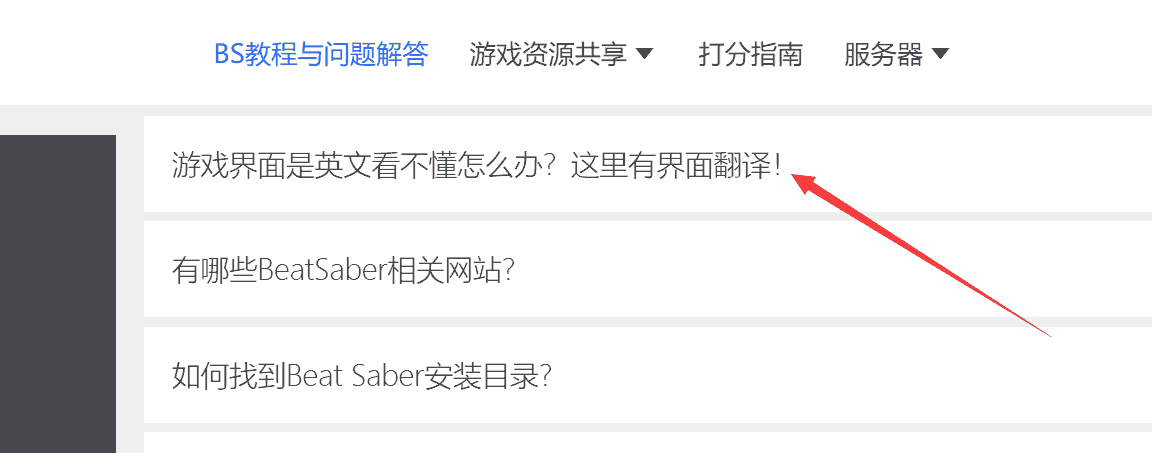 BS教程与问题解答 游戏资源共享 打分指南 服务器
游戏界面是英文看不懂怎么办？这里有界面翻译！
有哪些BeatSaber相关网站？
如何找到Beat Saber安装目录？